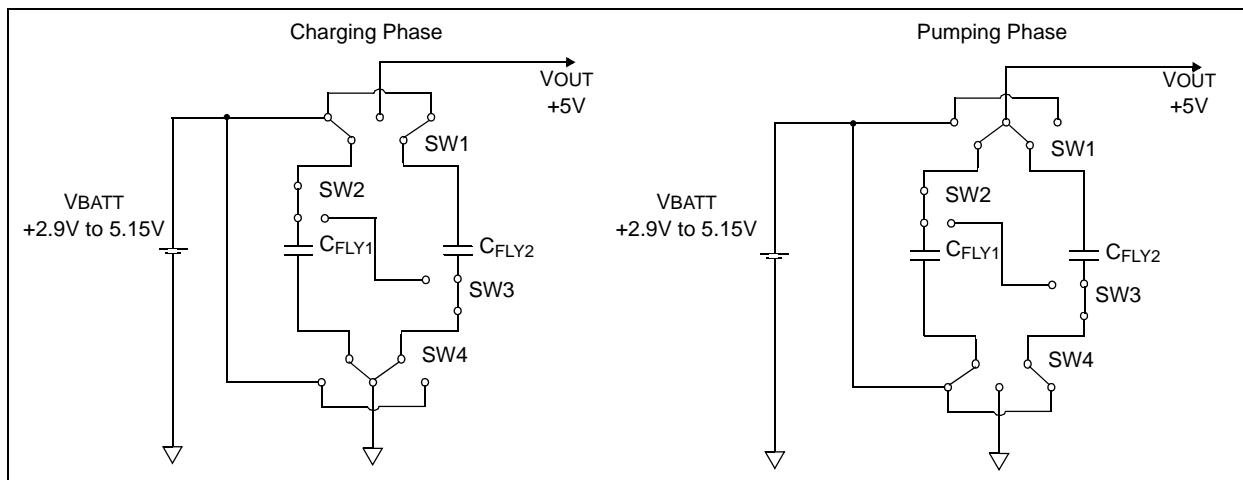 Charging Phase
VOUT
+5V
SW1
SW2
VBATT
+2.9V to 5.15V
CFLY1
CFLY2
SW3
SW4
Pumping Phase
VOUT
+5V
SW1
SW2
VBATT
+2.9V to 5.15V
CFLY1
CFLY2
SW3
SW4